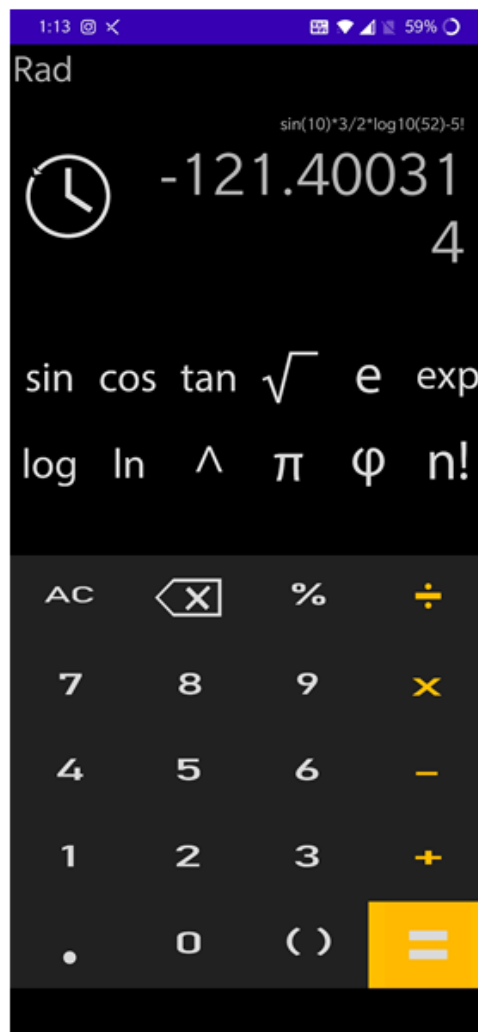 1:13 59%
Rad
sin(10)*3/2*log10(52)-5!
-121.40031
4
sin cos tan √ e exp
log ln ^ π φ n!
AC % ÷
7 8 9 ×
4 5 6 −
1 2 3 +
. 0 ( ) =